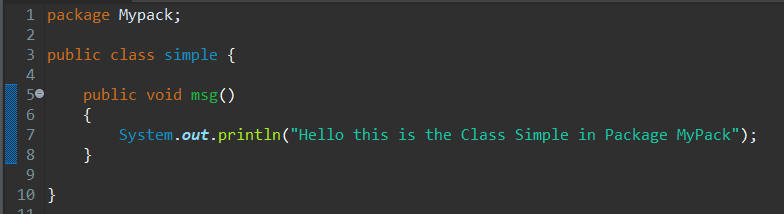 1 package Mypack;
2
3 public class simple {
4
5 public void msg()
6 {
7 System.out.println("Hello this is the Class Simple in Package MyPack");
8 }
9
10 }
11